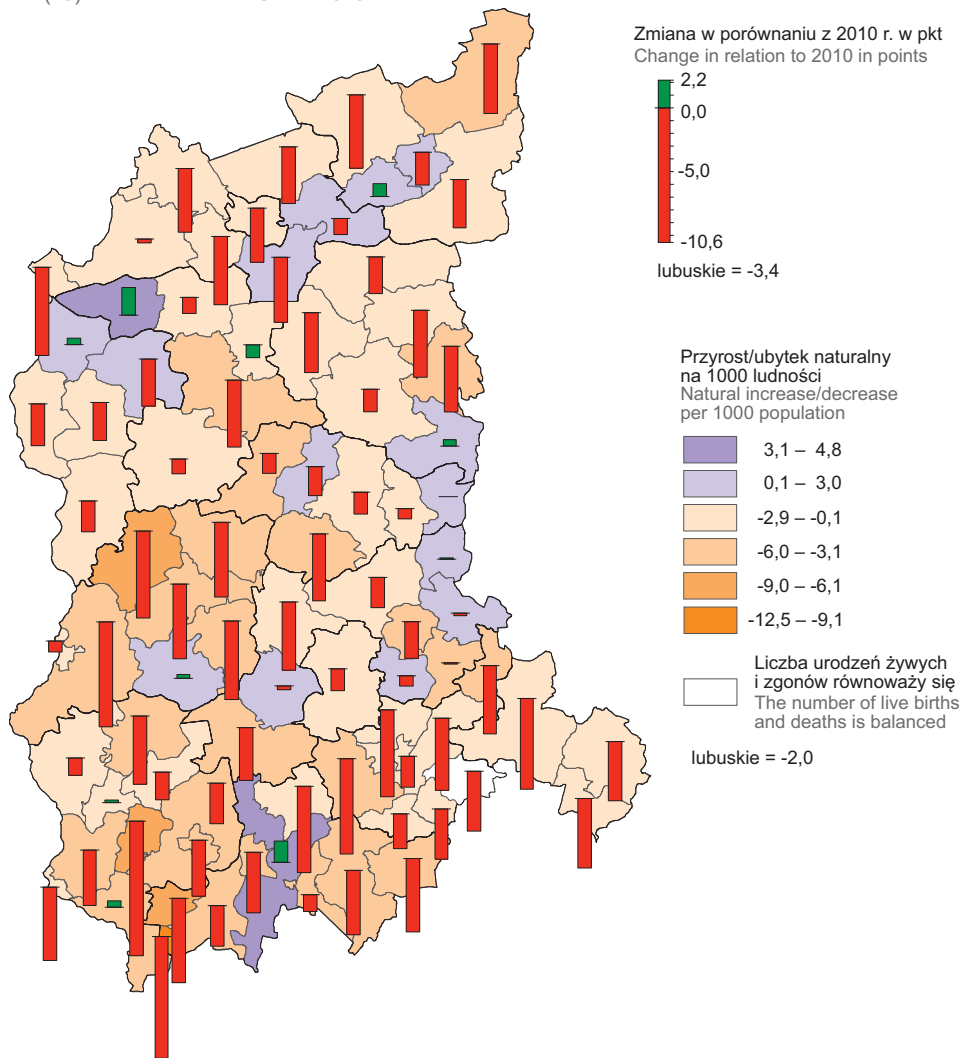 Zmiana w porównaniu z 2010 r. w pkt
Change in relation to 2010 in points
2,2
0,0
-5,0
-10,6
lubuskie = -3,4
Przyrost/ubytek naturalny
na 1000 ludności
Natural increase/decrease
per 1000 population
3,1 – 4,8
0,1 – 3,0
-2,9 – -0,1
-6,0 – -3,1
-9,0 – -6,1
-12,5 – -9,1
Liczba urodzeń żywych
i zgonów równoważy się
The number of live births
and deaths is balanced
lubuskie = -2,0